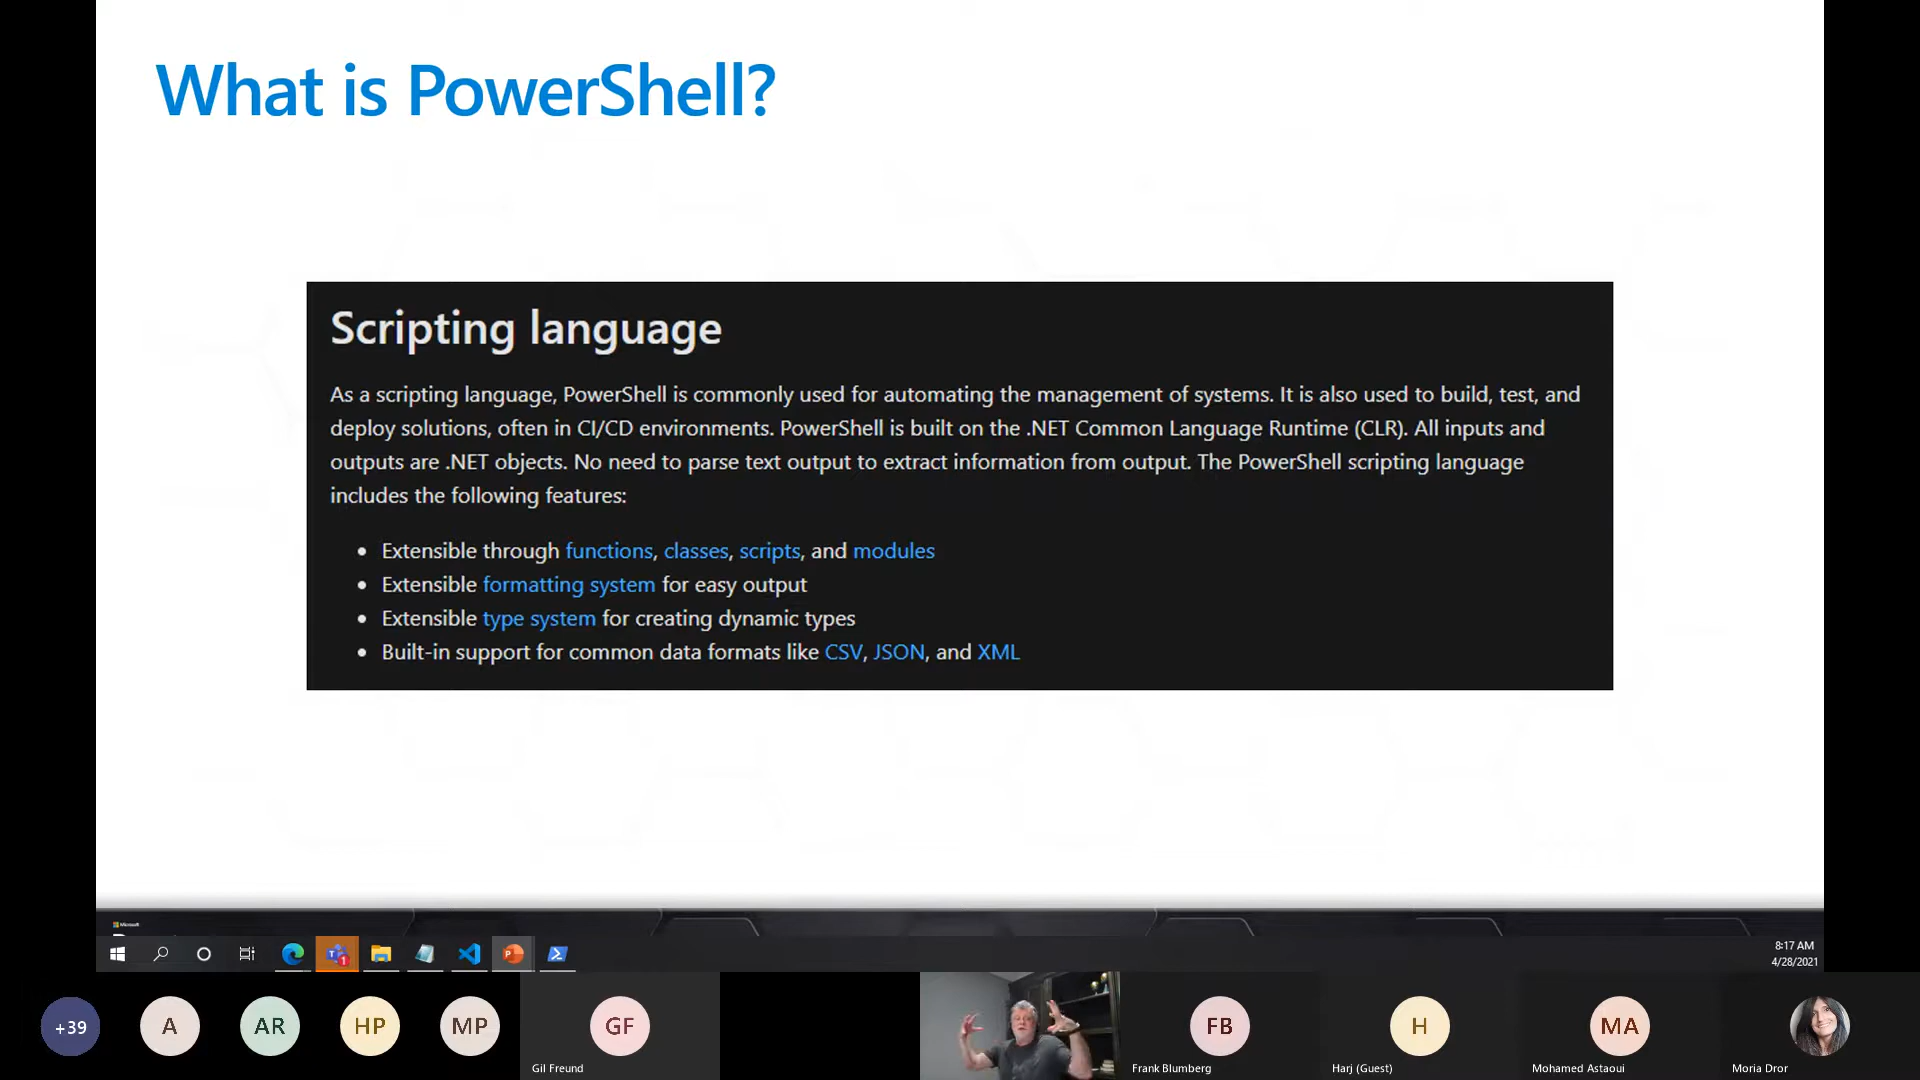 What is PowerShell?
Scripting language
As a scripting language, PowerShell is commonly used for automating the management of systems. It is also used to build, test, and
deploy solutions, often in CI/CD environments. PowerShell is built on the .NET Common Language Runtime (CLR). All inputs and
outputs are .NET objects. No need to parse text output to extract information from output. The PowerShell scripting language
includes the following features:
• Extensible through functions, classes, scripts, and modules
• Extensible formatting system for easy output
• Extensible type system for creating dynamic types
• Built-in support for common data formats like CSV, JSON, and XML
Microsoft
8:17 AM
4/28/2021
+39
A
AR
HP
MP
GF
FB
H
MA
Gil Freund
Frank Blumberg
Harj (Guest)
Mohamed Astaoui
Moria Dror